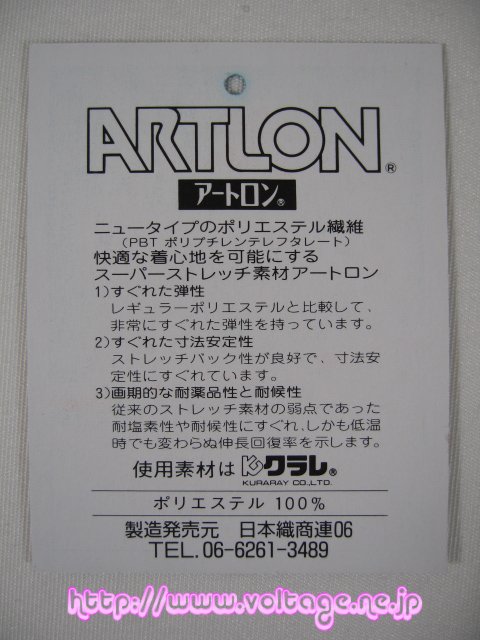 ARTLON®
アートロン®
ニュータイプのポリエステル繊維
(PBT ポリブチレンテレフタレート)
快適な着心地を可能にする
スーパーストレッチ素材アートロン
1)すぐれた弾性
レギュラーポリエステルと比較して、
非常にすぐれた弾性を持っています。
2)すぐれた寸法安定性
ストレッチバック性が良好で、寸法安
定性にすぐれています。
3)画期的な耐薬品性と耐候性
従来のストレッチ素材の弱点であった
耐塩素性や耐候性にすぐれ、しかも低温
時でも変わらぬ伸長回復率を示します。
使用素材は クラレ®
KURARAY CO.,LTD.
ポリエステル 100%
製造発売元 日本織商連06
TEL. 06-6261-3489
http://www.voltage.ne.jp